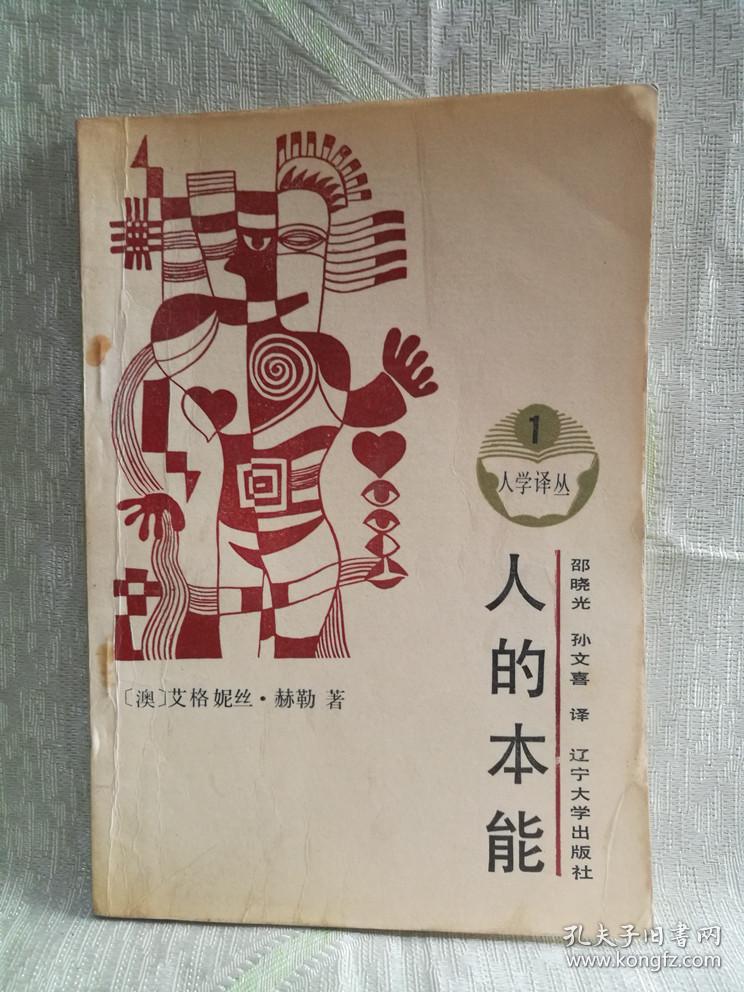 1
人学译丛
人的本能
邵晓光 孙文喜 译 辽宁大学出版社
〔澳〕艾格妮丝·赫勒 著
孔夫子旧书网
www.kongfz.com